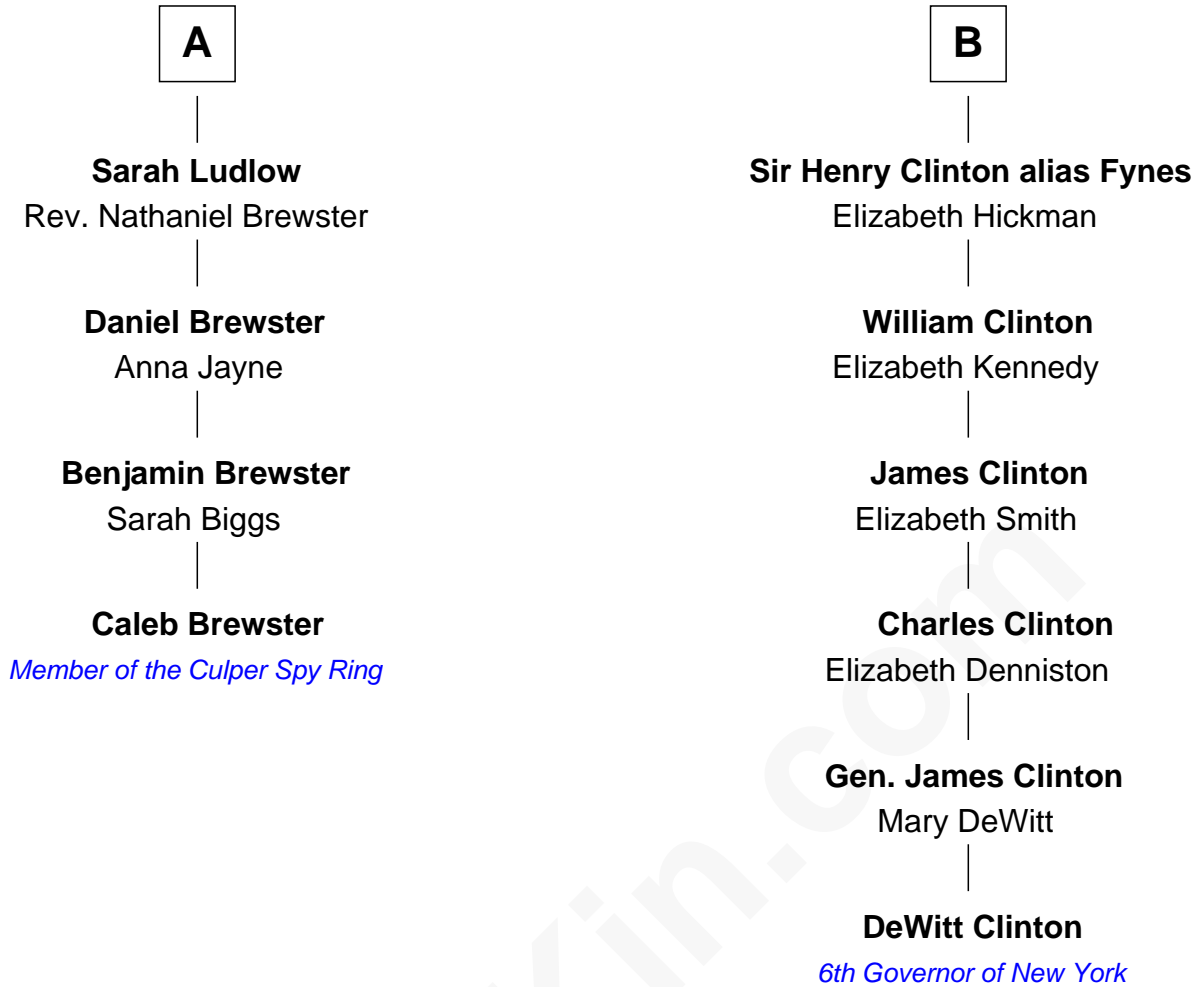 A
Sarah Ludlow
Rev. Nathaniel Brewster
Daniel Brewster
Anna Jayne
Benjamin Brewster
Sarah Biggs
Caleb Brewster
Member of the Culper Spy Ring
B
Sir Henry Clinton alias Fynes
Elizabeth Hickman
William Clinton
Elizabeth Kennedy
James Clinton
Elizabeth Smith
Charles Clinton
Elizabeth Denniston
Gen. James Clinton
Mary DeWitt
DeWitt Clinton
6th Governor of New York
Kin.com